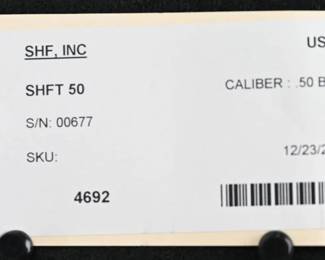 SHF, INC
US
SHFT 50
CALIBER : .50 B
S/N: 00677
SKU:
12/23/2
4692